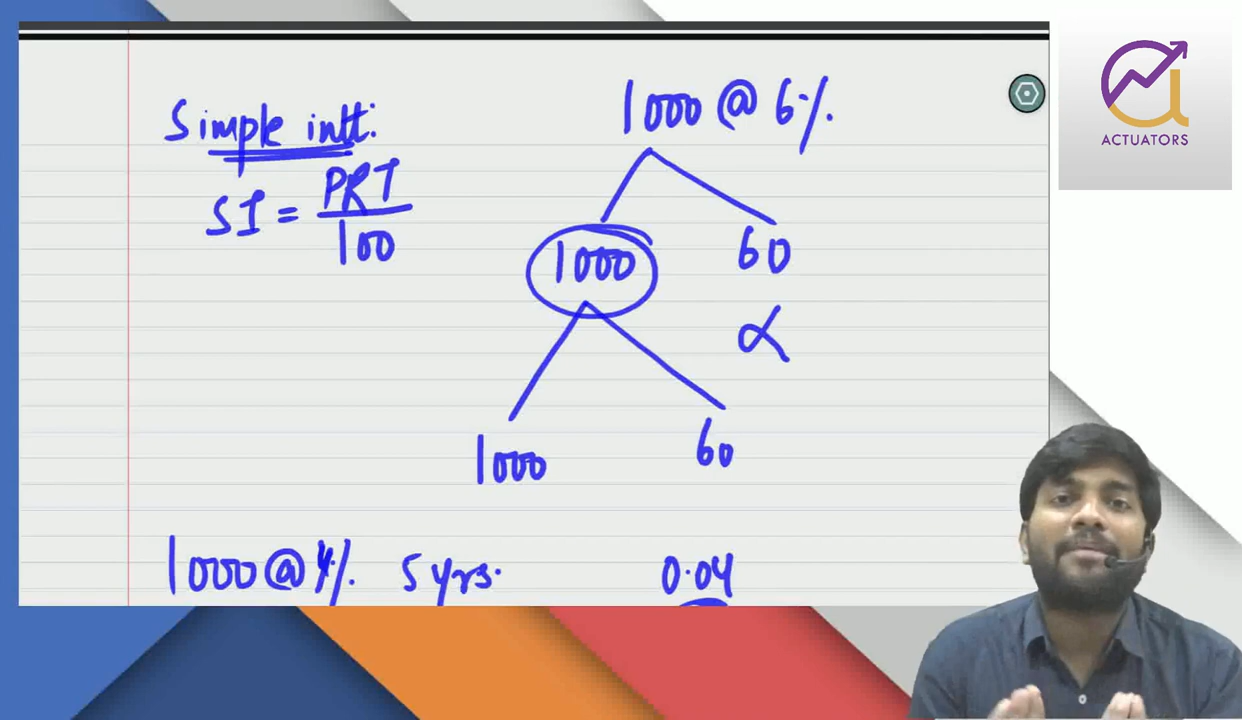 Simple intt.
SI = PRT
100
1000 @ 6%.
1000 60
1000 60
1000 @ 4%. 5 yrs. 0.04
ACTUATORS